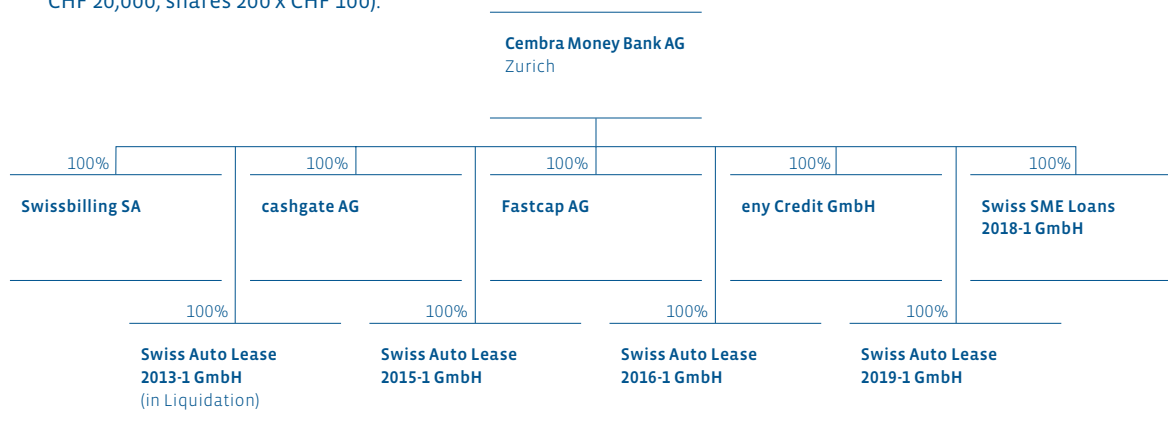 CHF 20,000, shares 200 x CHF 100).
Cembra Money Bank AG
Zurich
100%
100%
100%
100%
100%
Swissbilling SA
cashgate AG
Fastcap AG
eny Credit GmbH
Swiss SME Loans
2018-1 GmbH
100%
100%
100%
100%
Swiss Auto Lease
2013-1 GmbH
(in Liquidation)
Swiss Auto Lease
2015-1 GmbH
Swiss Auto Lease
2016-1 GmbH
Swiss Auto Lease
2019-1 GmbH